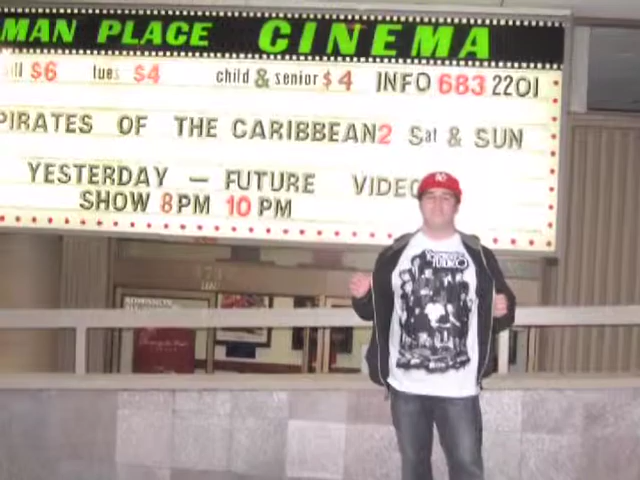 MAN PLACE CINEMA
$6 tues $4 child & senior $4 INFO 683 2201
PIRATES OF THE CARIBBEAN2 Sat & SUN
YESTERDAY — FUTURE VIDEO
SHOW 8PM 10 PM